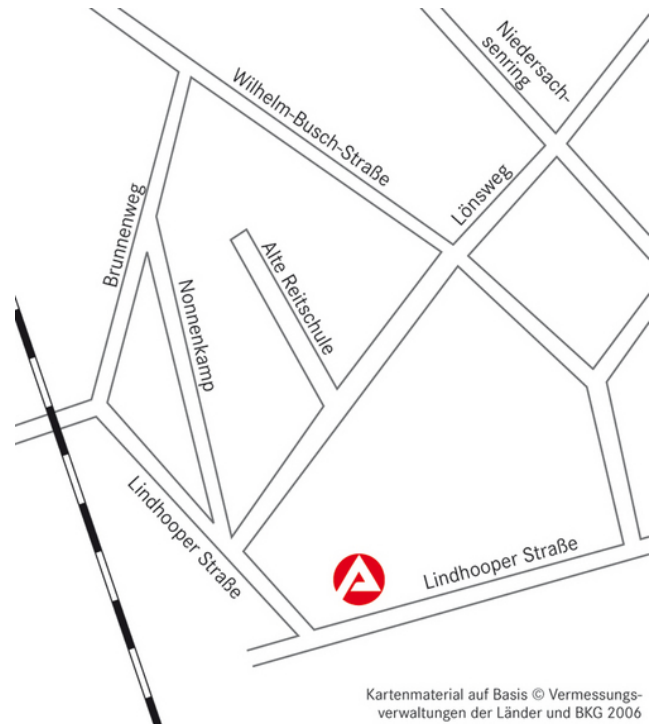 Niedersach-
senring
Wilhelm-Busch-Straße
Lönsweg
Brunnenweg
Alte Reitschule
Nonnenkamp
Lindhooper Straße
Lindhooper Straße
Kartenmaterial auf Basis © Vermessungs-
verwaltungen der Länder und BKG 2006